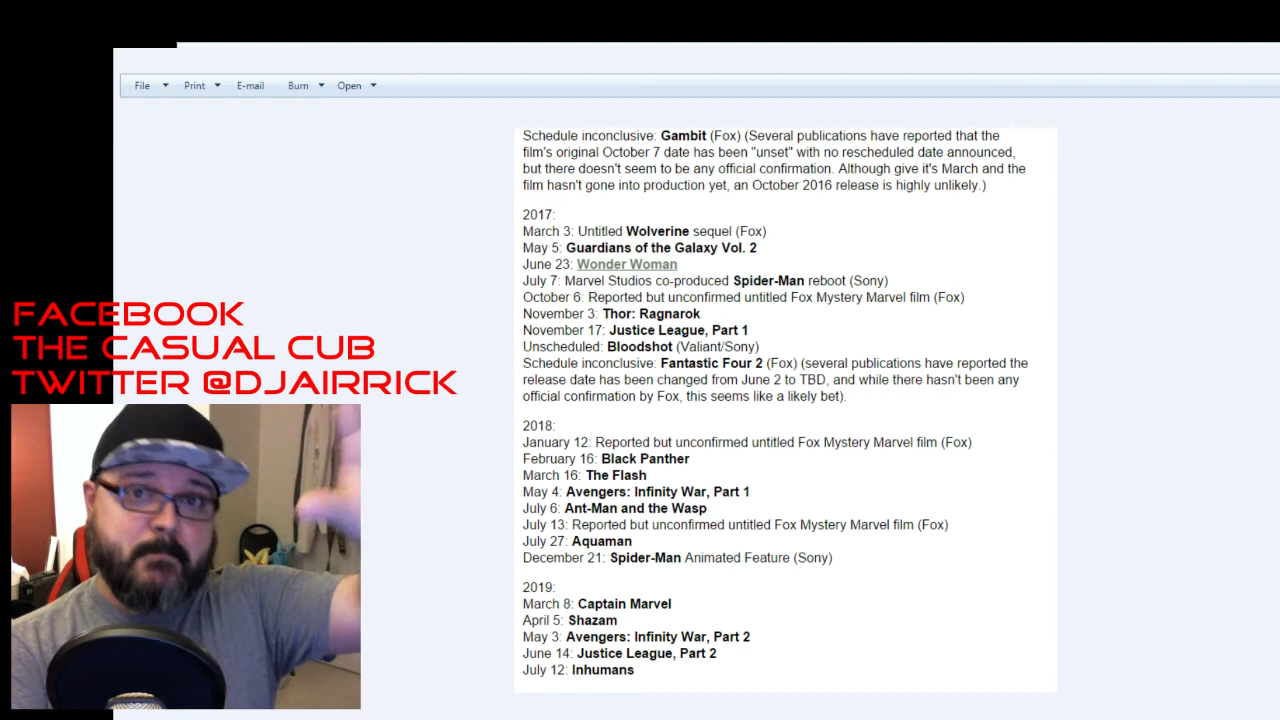 File Print E-mail Burn Open
Schedule inconclusive: Gambit (Fox) (Several publications have reported that the
film's original October 7 date has been "unset" with no rescheduled date announced,
but there doesn't seem to be any official confirmation. Although give it's March and the
film hasn't gone into production yet, an October 2016 release is highly unlikely.)
2017:
March 3: Untitled Wolverine sequel (Fox)
May 5: Guardians of the Galaxy Vol. 2
June 23: Wonder Woman
July 7: Marvel Studios co-produced Spider-Man reboot (Sony)
October 6: Reported but unconfirmed untitled Fox Mystery Marvel film (Fox)
November 3: Thor: Ragnarok
November 17: Justice League, Part 1
Unscheduled: Bloodshot (Valiant/Sony)
Schedule inconclusive: Fantastic Four 2 (Fox) (several publications have reported the
release date has been changed from June 2 to TBD, and while there hasn't been any
official confirmation by Fox, this seems like a likely bet).
2018:
January 12: Reported but unconfirmed untitled Fox Mystery Marvel film (Fox)
February 16: Black Panther
March 16: The Flash
May 4: Avengers: Infinity War, Part 1
July 6: Ant-Man and the Wasp
July 13: Reported but unconfirmed untitled Fox Mystery Marvel film (Fox)
July 27: Aquaman
December 21: Spider-Man Animated Feature (Sony)
2019:
March 8: Captain Marvel
April 5: Shazam
May 3: Avengers: Infinity War, Part 2
June 14: Justice League, Part 2
July 12: Inhumans
FACEBOOK
THE CASUAL CUB
TWITTER @DJAIRRICK